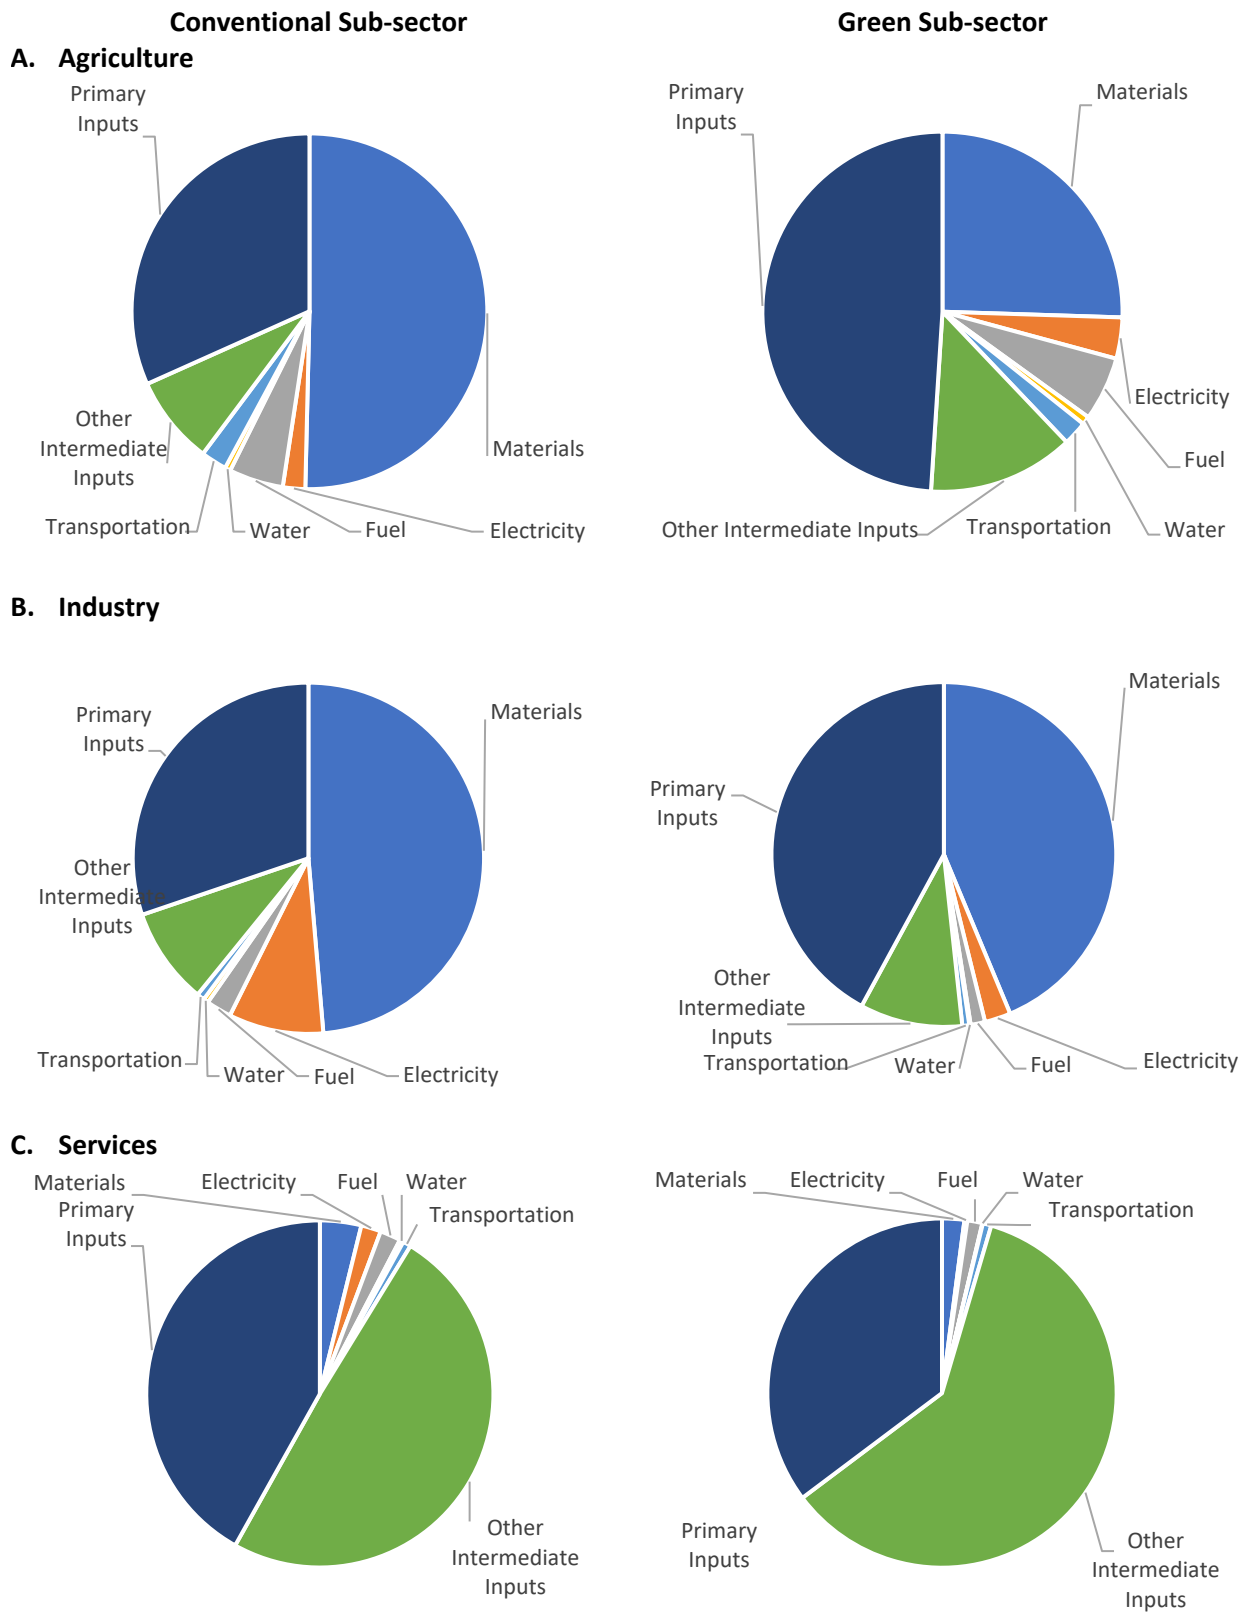 Conventional Sub-sector
Green Sub-sector
A. Agriculture
Primary
Inputs
Materials
Electricity
Fuel
Water
Transportation
Other
Intermediate
Inputs
Primary
Inputs
Materials
Electricity
Fuel
Water
Transportation
Other Intermediate Inputs
B. Industry
Primary
Inputs
Materials
Other
Intermediate
Inputs
Transportation
Water
Fuel
Electricity
Primary
Inputs
Materials
Other
Intermediate
Inputs
Transportation
Water
Fuel
Electricity
C. Services
Materials
Electricity
Fuel
Water
Transportation
Primary
Inputs
Other
Intermediate
Inputs
Materials
Electricity
Fuel
Water
Transportation
Primary
Inputs
Other
Intermediate
Inputs